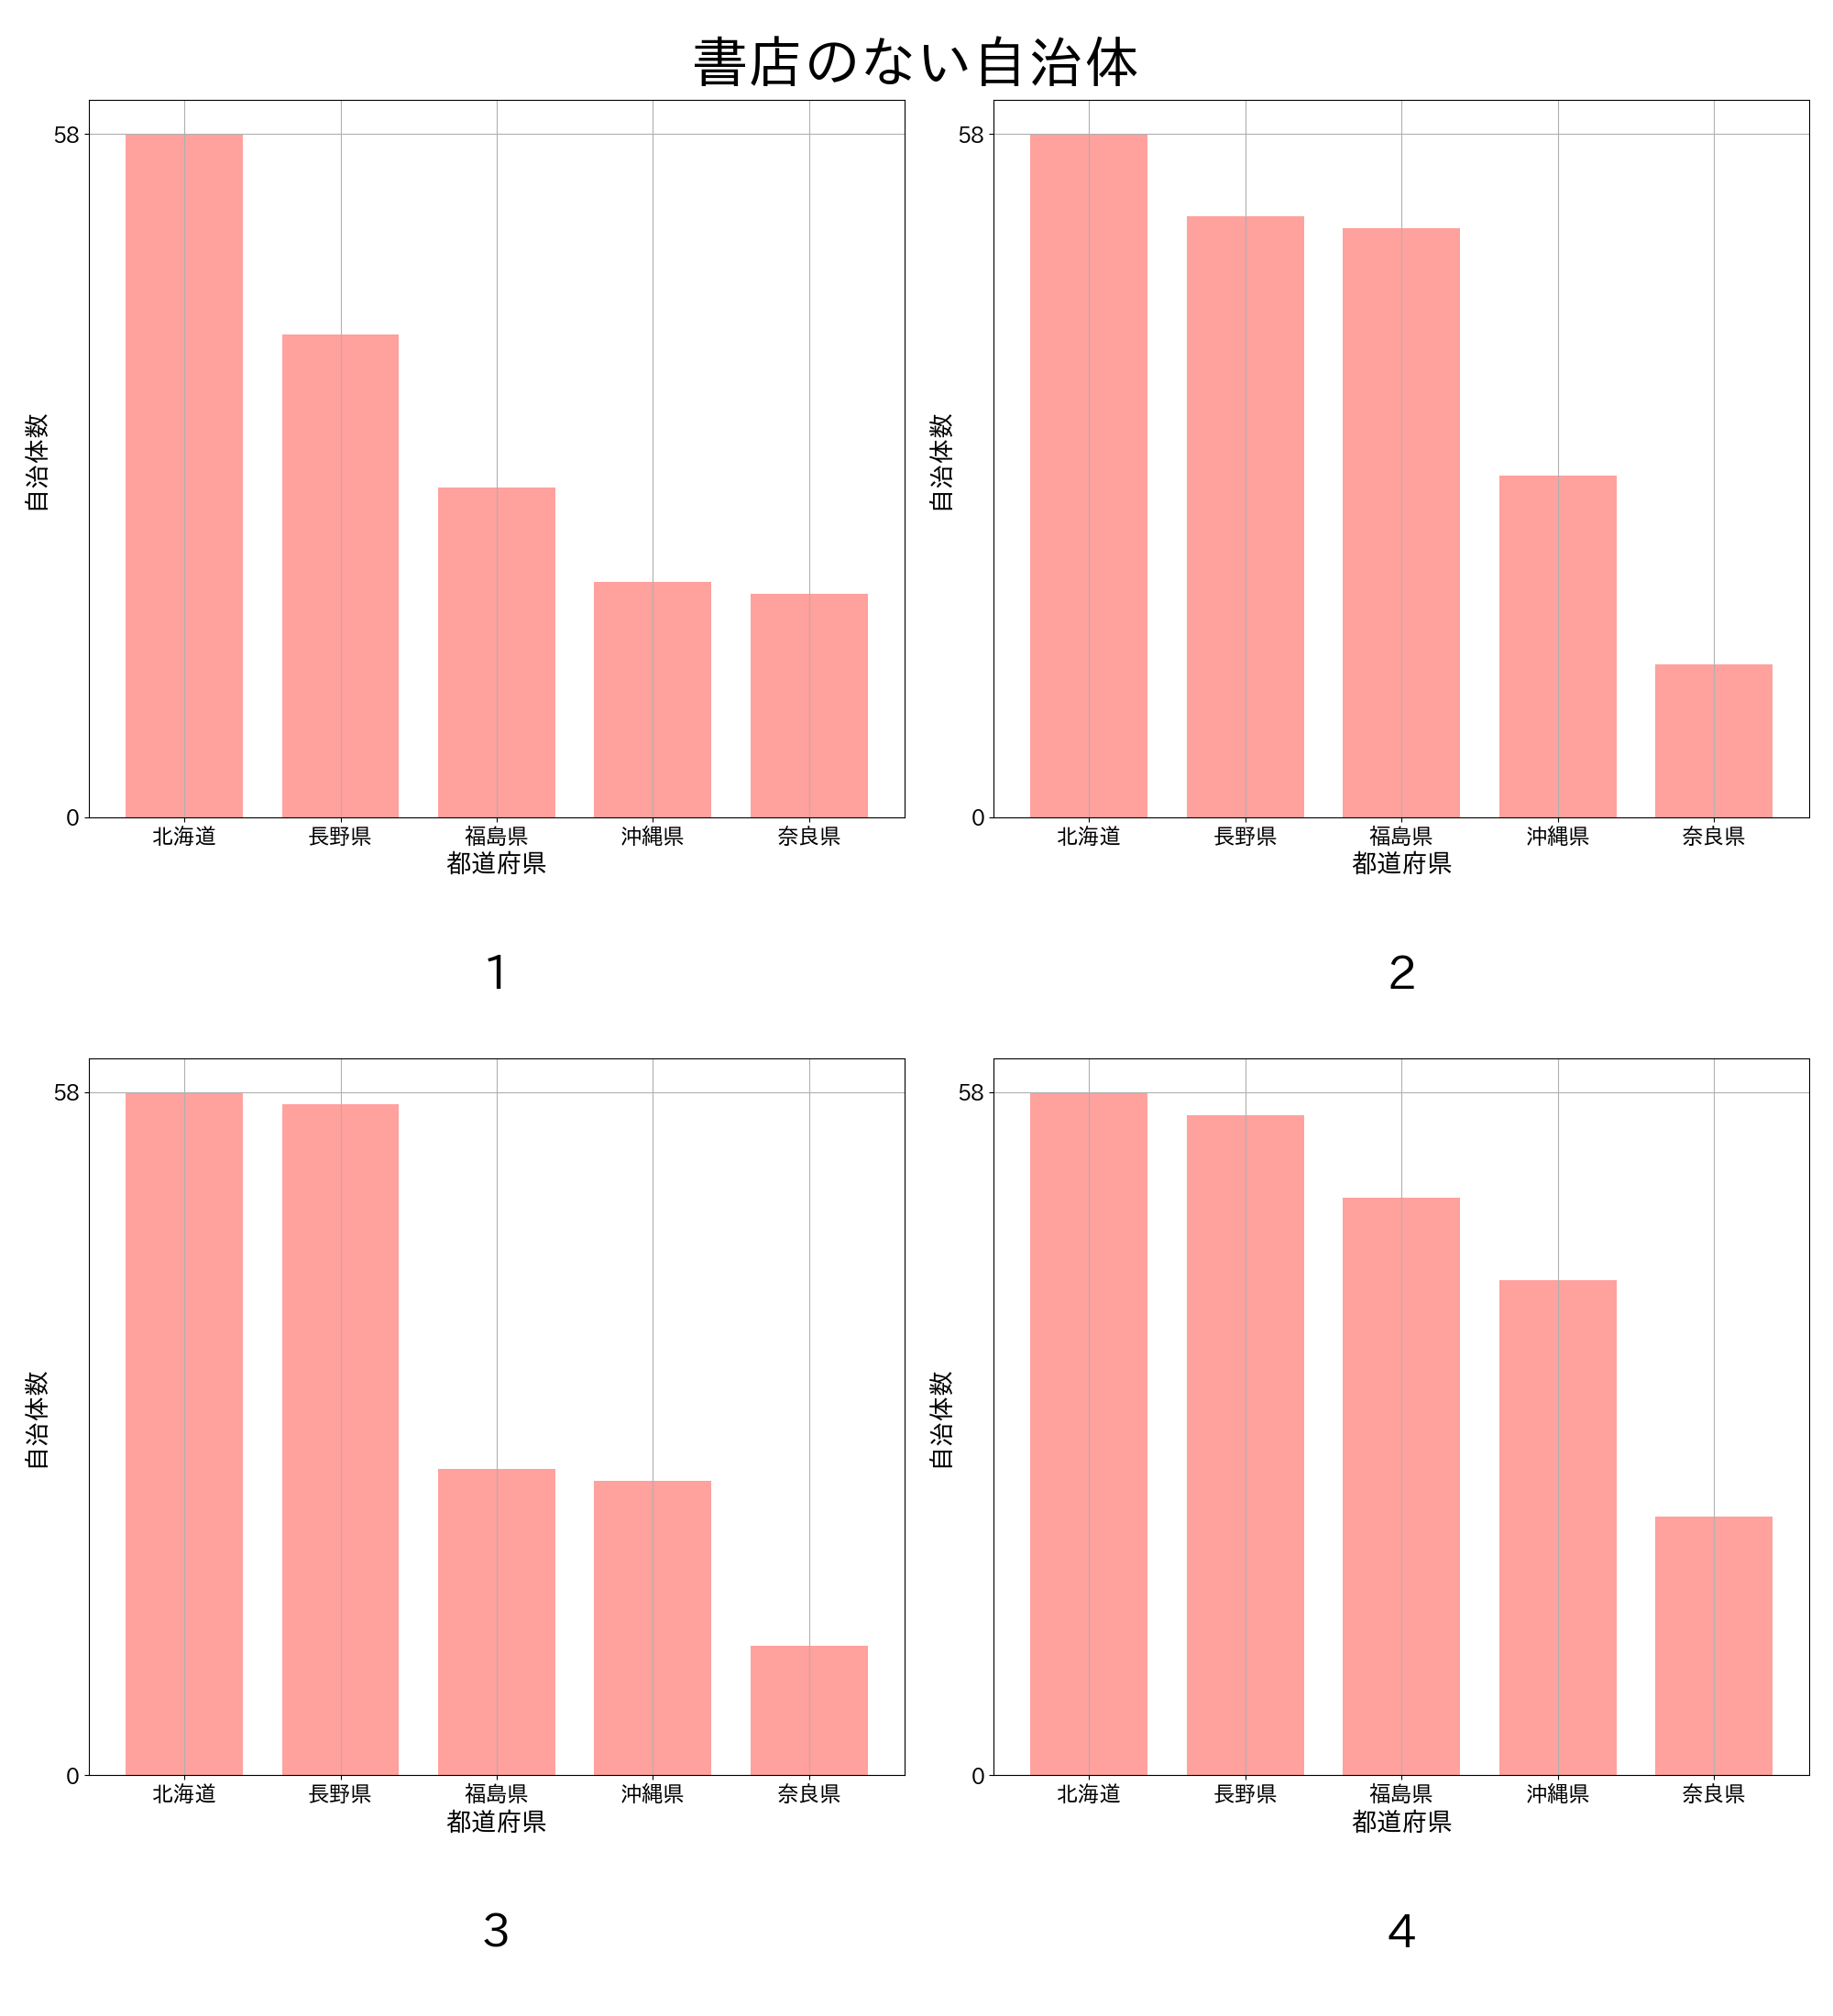 書店のない自治体
58
0
自治体数
北海道 長野県 福島県 沖縄県 奈良県
都道府県
1
58
0
自治体数
北海道 長野県 福島県 沖縄県 奈良県
都道府県
2
58
0
自治体数
北海道 長野県 福島県 沖縄県 奈良県
都道府県
3
58
0
自治体数
北海道 長野県 福島県 沖縄県 奈良県
都道府県
4